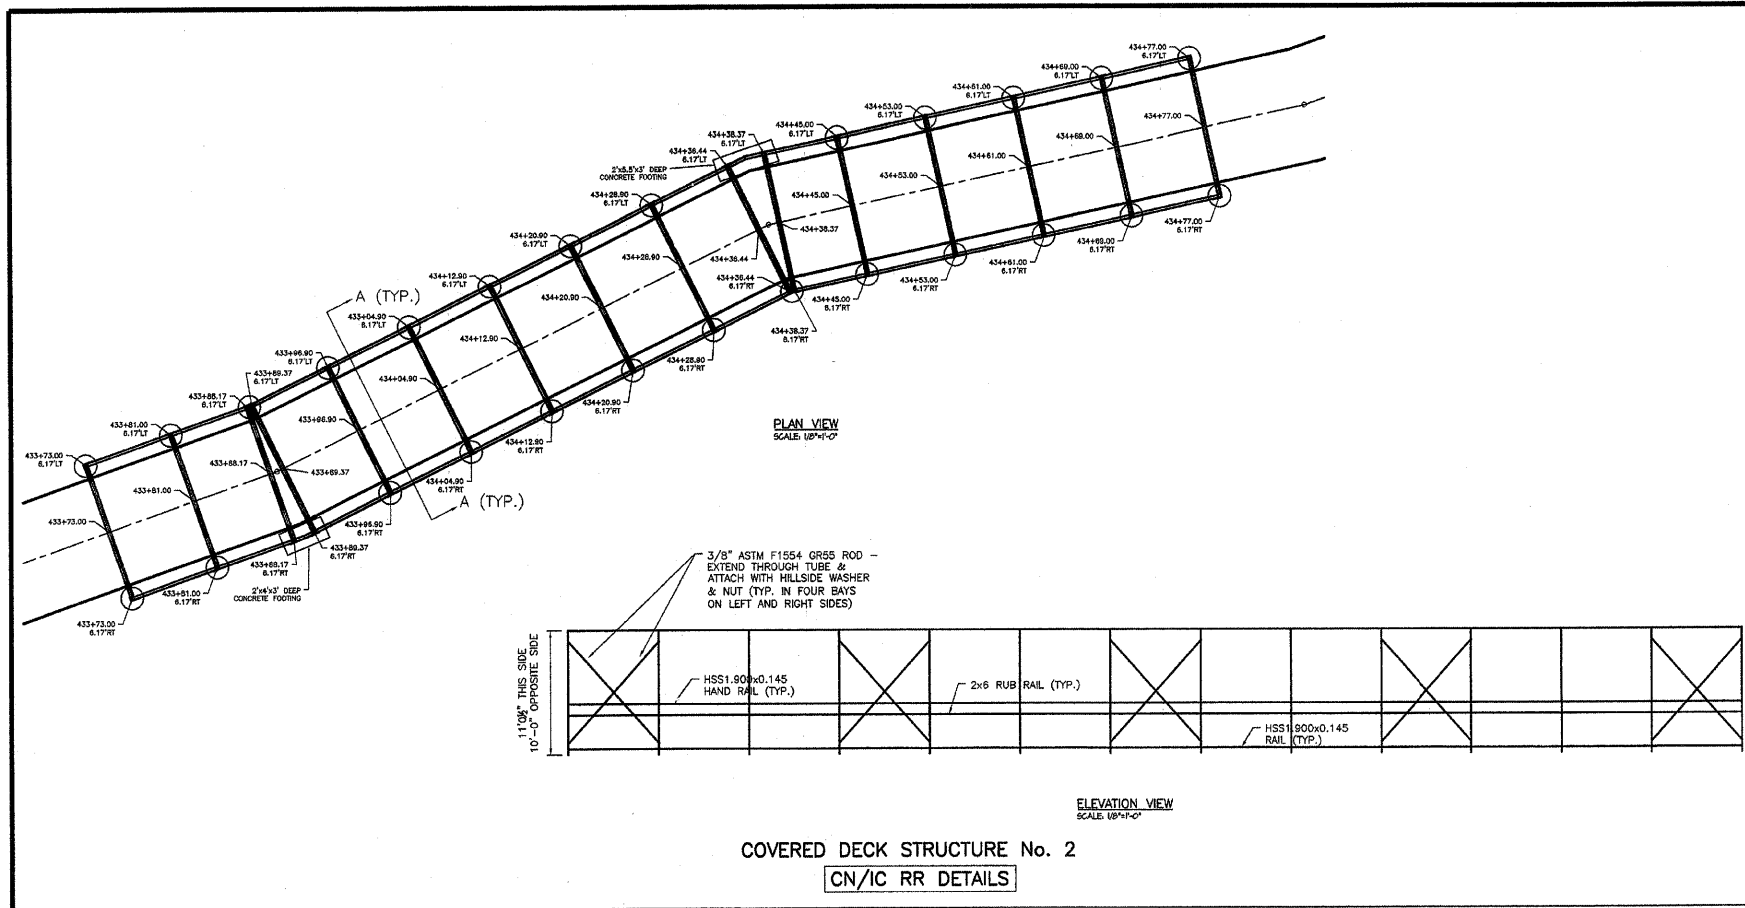 434+77.00
6.17'LT
434+69.00
6.17'LT
434+61.00
6.17'LT
434+53.00
6.17'LT
434+45.00
6.17'LT
434+38.37
6.17'LT
434+36.44
6.17'LT
2'x5.5'x3' DEEP
CONCRETE FOOTING
434+28.90
6.17'LT
434+20.90
6.17'LT
434+12.90
6.17'LT
A (TYP.)
433+04.90
6.17'LT
433+96.90
6.17'LT
433+89.37
6.17'LT
433+88.17
6.17'LT
433+81.00
6.17'LT
433+73.00
6.17'LT
434+77.00
434+69.00
434+61.00
434+53.00
434+45.00
434+38.37
434+36.44
434+28.90
434+20.90
434+12.90
434+04.90
433+96.90
433+89.37
433+88.17
433+81.00
433+73.00
434+77.00
6.17'RT
434+69.00
6.17'RT
434+61.00
6.17'RT
434+53.00
6.17'RT
434+45.00
6.17'RT
434+36.44
6.17'RT
434+38.37
6.17'RT
434+28.90
6.17'RT
434+20.90
6.17'RT
434+12.90
6.17'RT
434+04.90
6.17'RT
A (TYP.)
433+96.90
6.17'RT
433+89.37
6.17'RT
433+88.17
6.17'RT
2'x4'x3' DEEP
CONCRETE FOOTING
433+81.00
6.17'RT
433+73.00
6.17'RT
PLAN VIEW
SCALE: 1/8"=1'-0"
3/8" ASTM F1554 GR55 ROD –
EXTEND THROUGH TUBE &
ATTACH WITH HILLSIDE WASHER
& NUT (TYP. IN FOUR BAYS
ON LEFT AND RIGHT SIDES)
11'0½" THIS SIDE
10'-0" OPPOSITE SIDE
HSS1.900x0.145
HAND RAIL (TYP.)
2x6 RUB RAIL (TYP.)
HSS1.900x0.145
RAIL (TYP.)
ELEVATION VIEW
SCALE: 1/8"=1'-0"
COVERED DECK STRUCTURE No. 2
CN/IC RR DETAILS